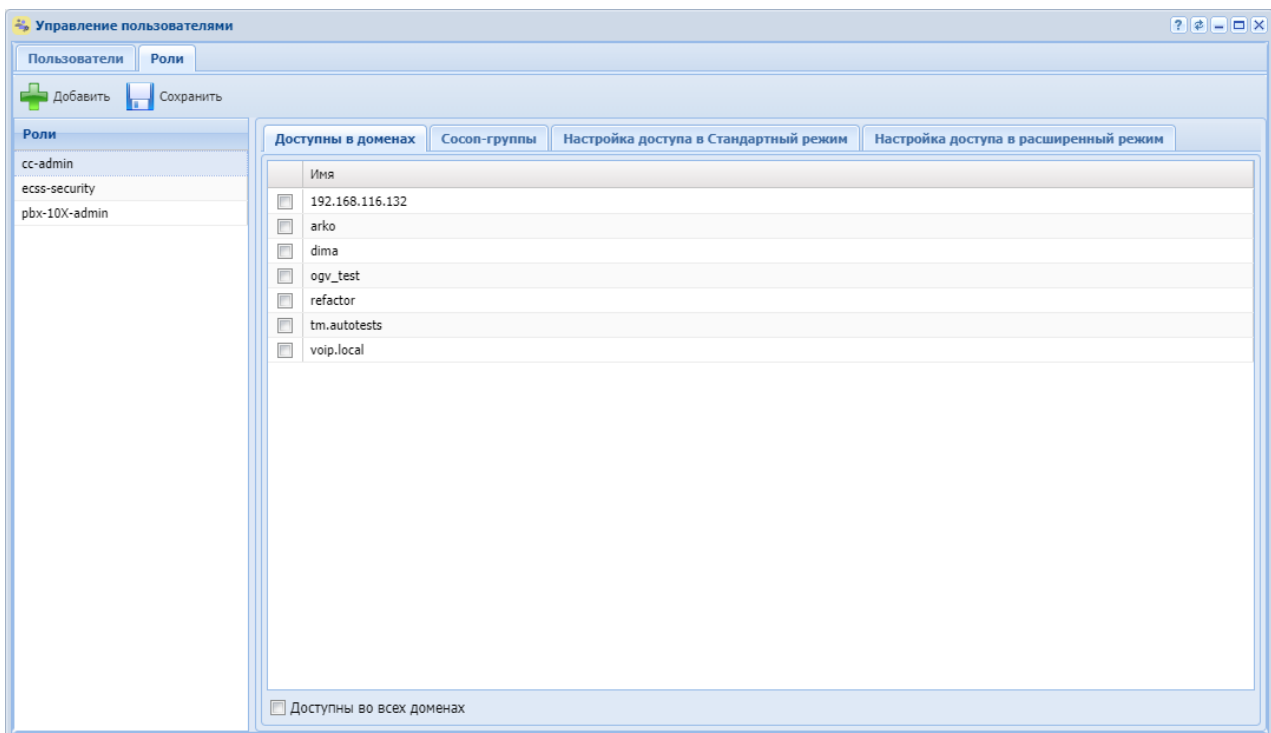 Управление пользователями
Пользователи Роли
Добавить Сохранить
Роли
cc-admin
ecss-security
pbx-10X-admin
Доступны в доменах Cocon-группы Настройка доступа в Стандартный режим Настройка доступа в расширенный режим
Имя
192.168.116.132
arko
dima
ogv_test
refactor
tm.autotests
voip.local
Доступны во всех доменах